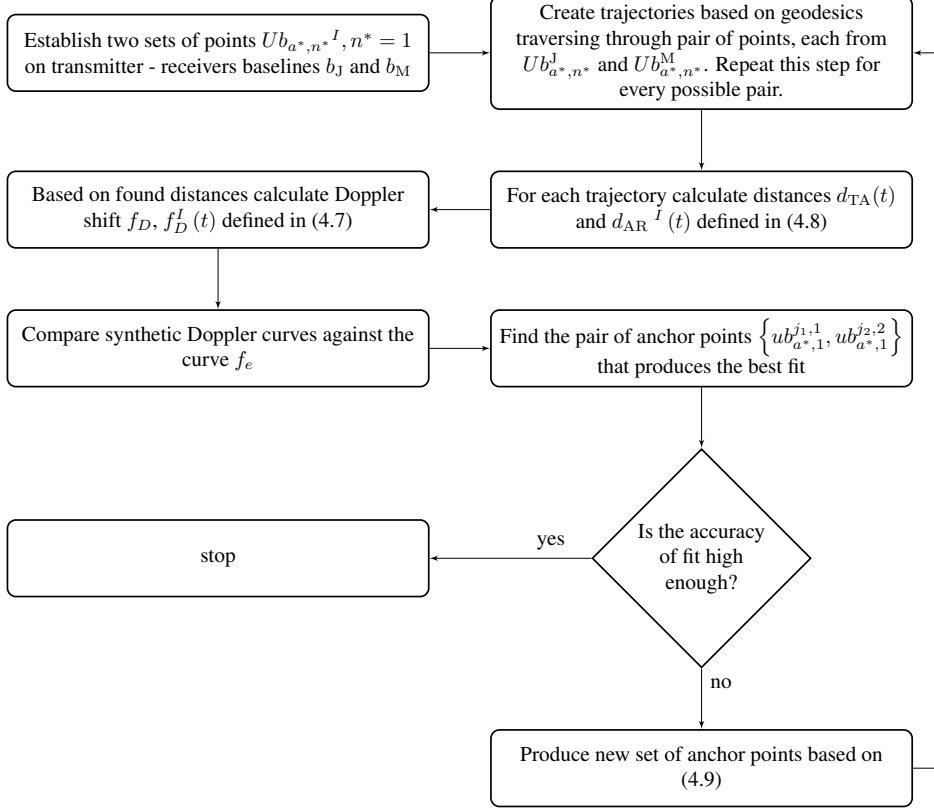 Establish two sets of points $Ub_{a^*,n^*}{}^I, n^* = 1$
on transmitter - receivers baselines $b_{\mathrm{J}}$ and $b_{\mathrm{M}}$
Create trajectories based on geodesics
traversing through pair of points, each from
$Ub^{\mathrm{J}}_{a^*,n^*}$ and $Ub^{\mathrm{M}}_{a^*,n^*}$. Repeat this step for
every possible pair.
For each trajectory calculate distances $d_{\mathrm{TA}}(t)$
and $d_{\mathrm{AR}}{}^I(t)$ defined in (4.8)
Based on found distances calculate Doppler
shift $f_D$, $f_D^I(t)$ defined in (4.7)
Compare synthetic Doppler curves against the
curve $f_e$
Find the pair of anchor points $\left\{ub^{j_1,1}_{a^*,1}, ub^{j_2,2}_{a^*,1}\right\}$
that produces the best fit
Is the accuracy
of fit high
enough?
yes
stop
no
Produce new set of anchor points based on
(4.9)